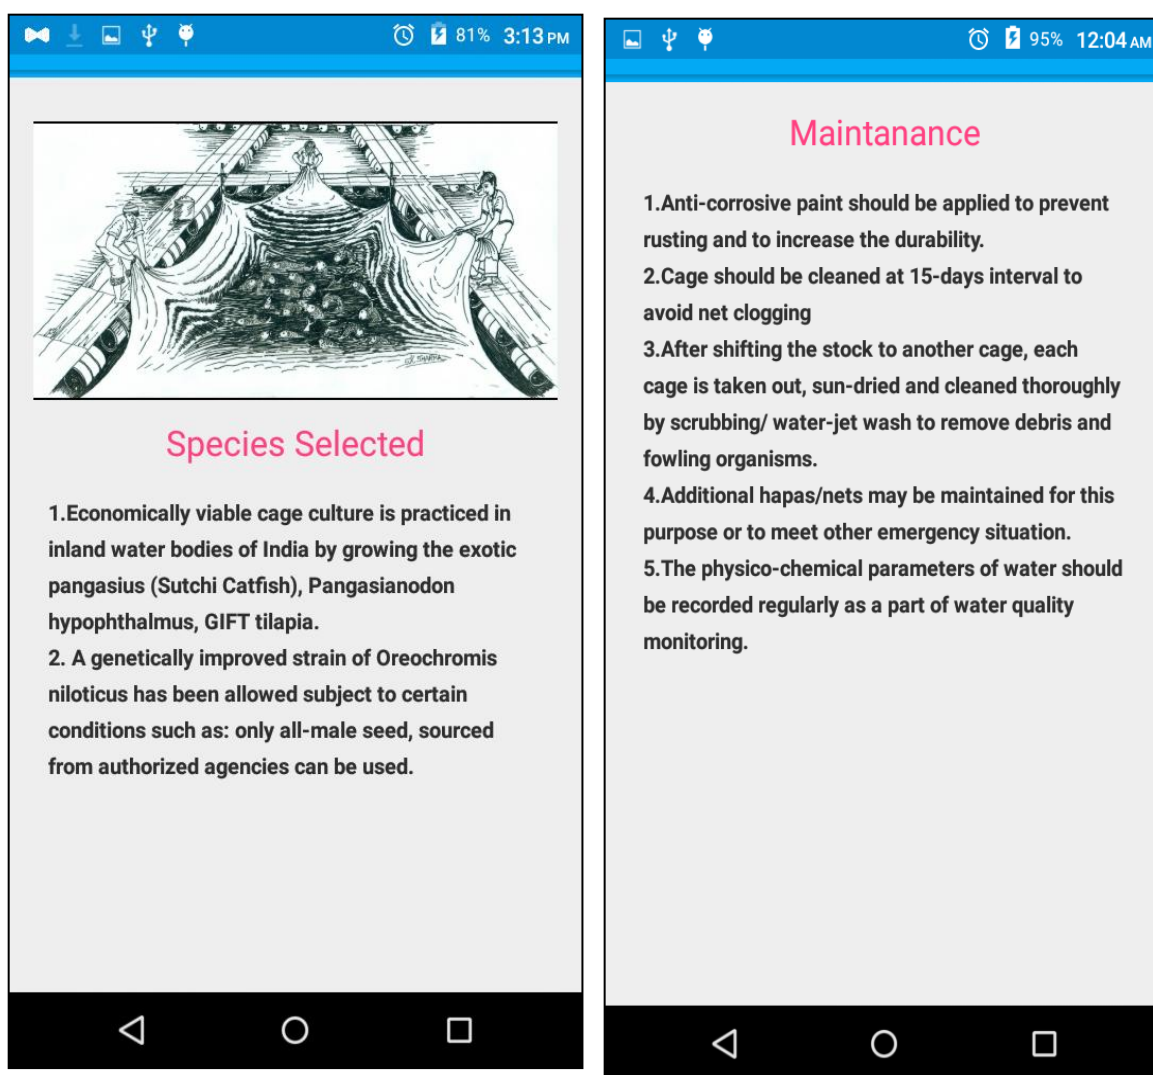 81% 3:13 PM
Species Selected
1.Economically viable cage culture is practiced in
inland water bodies of India by growing the exotic
pangasius (Sutchi Catfish), Pangasianodon
hypophthalmus, GIFT tilapia.
2. A genetically improved strain of Oreochromis
niloticus has been allowed subject to certain
conditions such as: only all-male seed, sourced
from authorized agencies can be used.
95% 12:04 AM
Maintanance
1.Anti-corrosive paint should be applied to prevent
rusting and to increase the durability.
2.Cage should be cleaned at 15-days interval to
avoid net clogging
3.After shifting the stock to another cage, each
cage is taken out, sun-dried and cleaned thoroughly
by scrubbing/ water-jet wash to remove debris and
fowling organisms.
4.Additional hapas/nets may be maintained for this
purpose or to meet other emergency situation.
5.The physico-chemical parameters of water should
be recorded regularly as a part of water quality
monitoring.